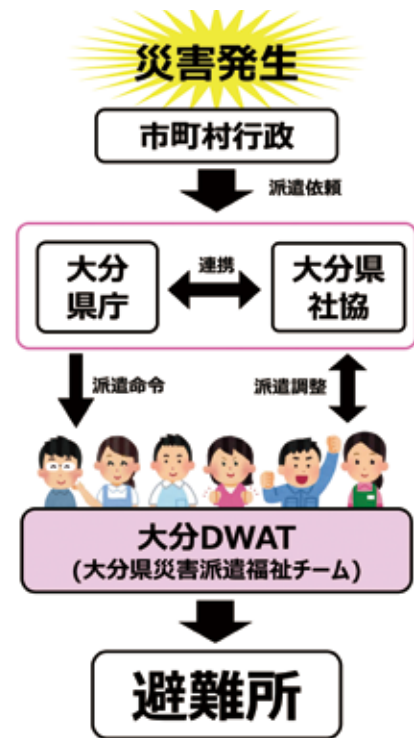 災害発生
市町村行政
派遣依頼
大分
県庁
連携
大分県
社協
派遣命令
派遣調整
大分DWAT
(大分県災害派遣福祉チーム)
避難所